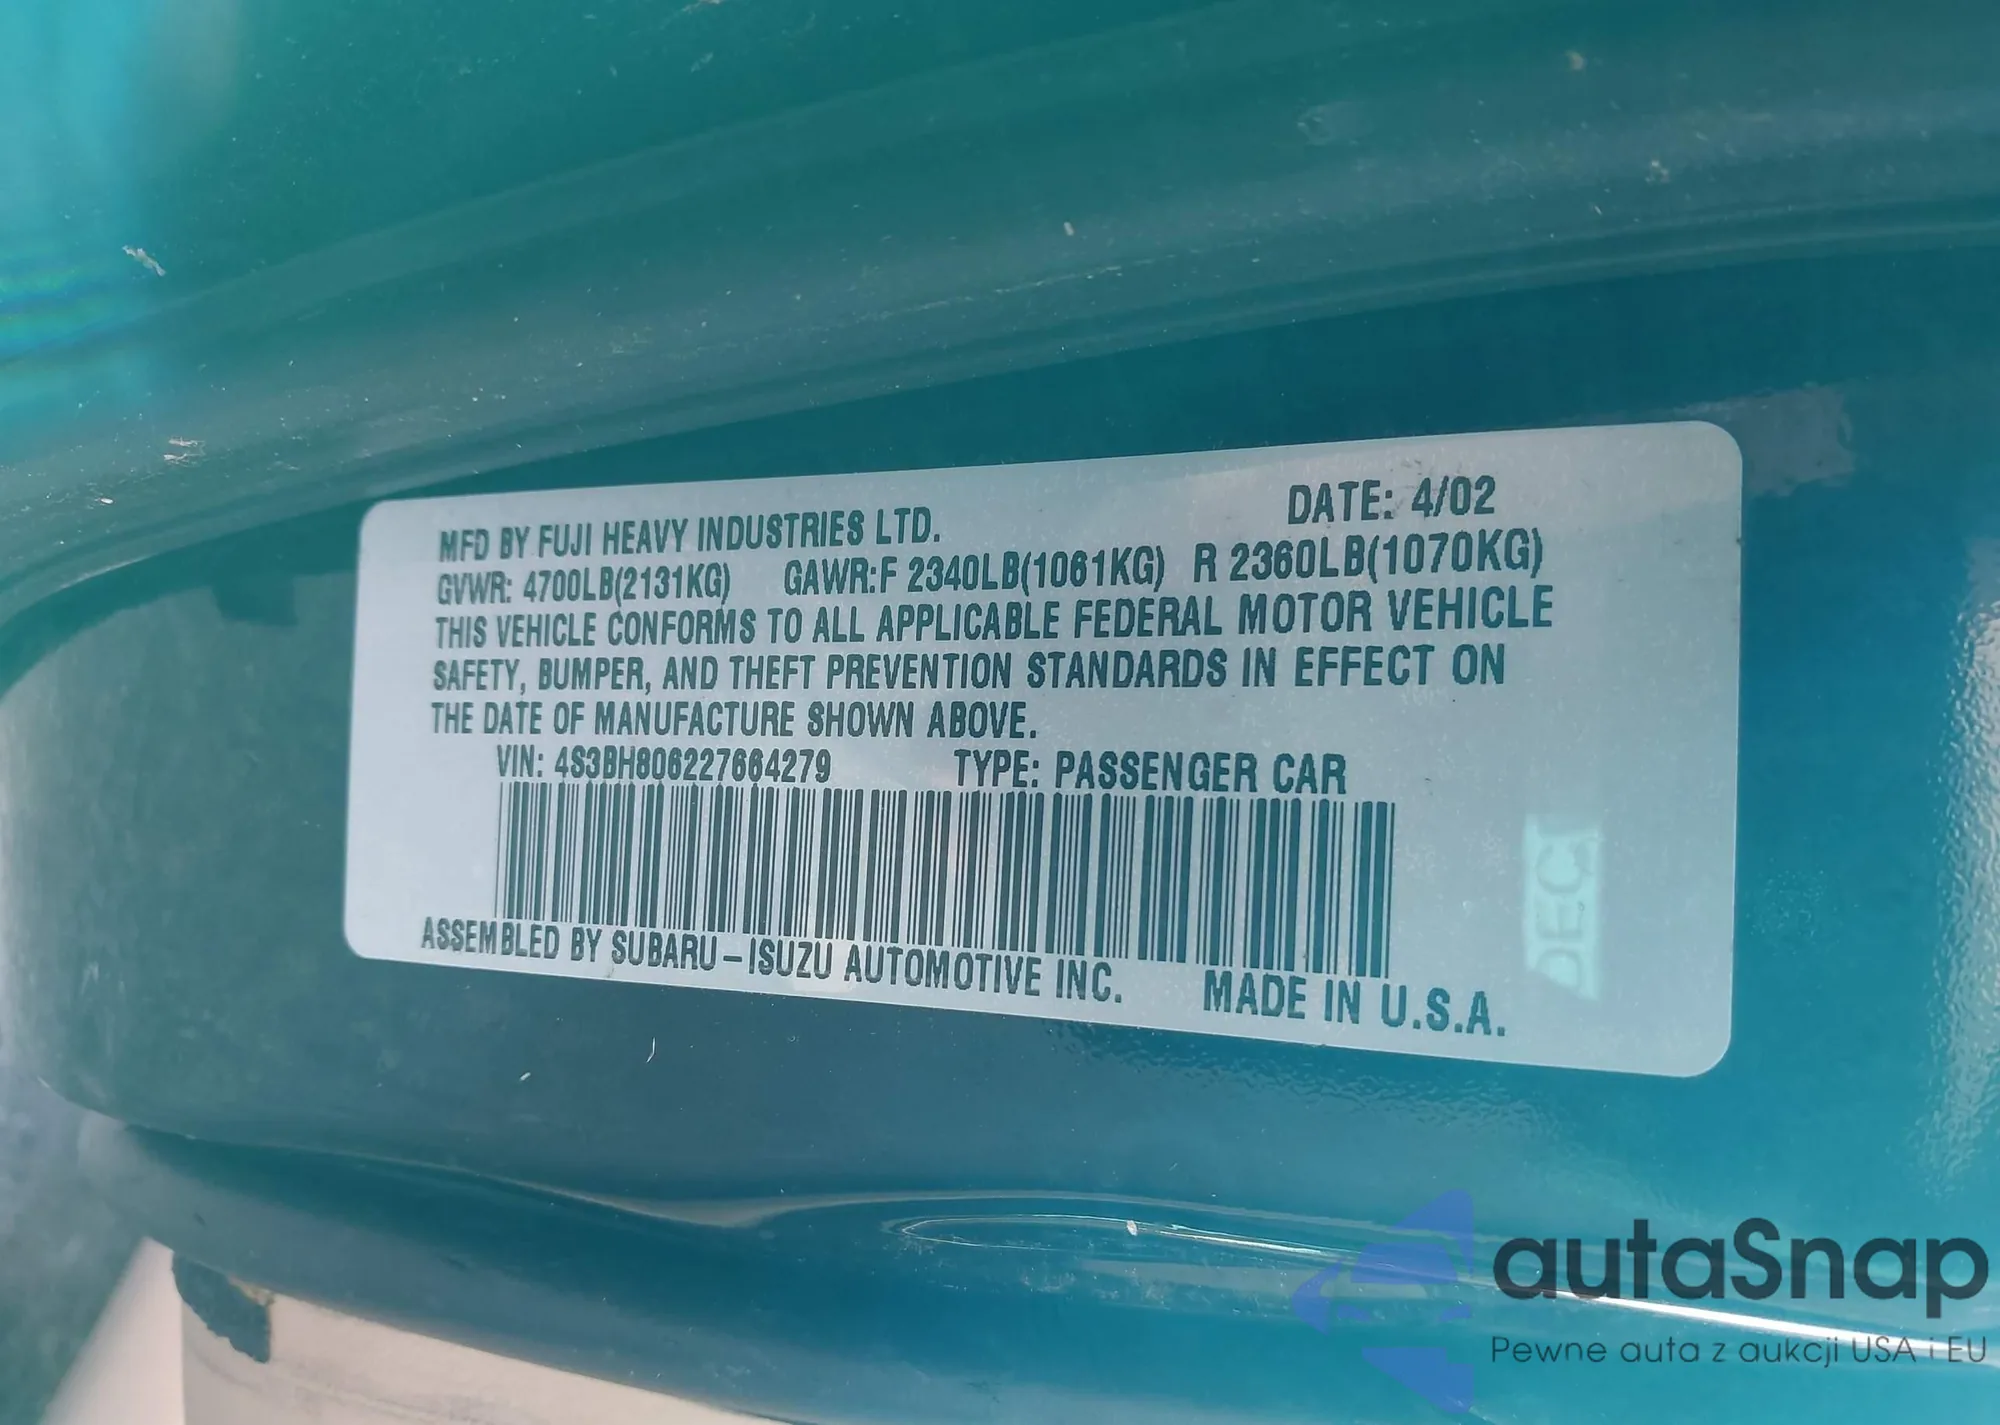 MFD BY FUJI HEAVY INDUSTRIES LTD. DATE: 4/02
GVWR: 4700LB(2131KG) GAWR:F 2340LB(1061KG) R 2360LB(1070KG)
THIS VEHICLE CONFORMS TO ALL APPLICABLE FEDERAL MOTOR VEHICLE
SAFETY, BUMPER, AND THEFT PREVENTION STANDARDS IN EFFECT ON
THE DATE OF MANUFACTURE SHOWN ABOVE.
VIN: 4S3BH806227664279 TYPE: PASSENGER CAR
ASSEMBLED BY SUBARU-ISUZU AUTOMOTIVE INC. MADE IN U.S.A.
autaSnap
Pewne auta z aukcji USA i EU